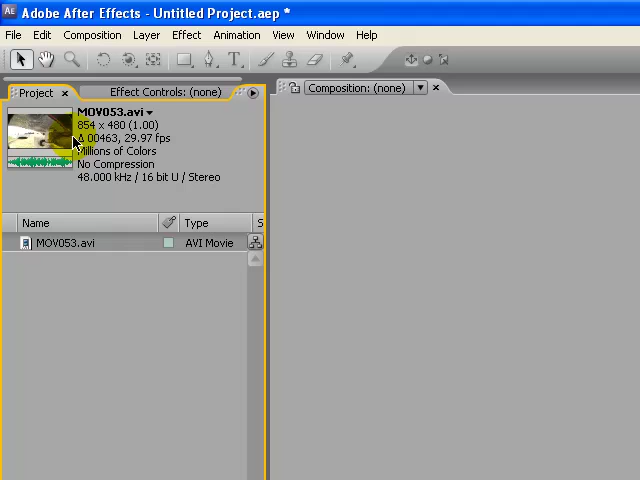 AE Adobe After Effects - Untitled Project.aep *
File Edit Composition Layer Effect Animation View Window Help
T
Project × Effect Controls: (none) Composition: (none) ×
MOV053.avi
854 x 480 (1.00)
Δ 00463, 29.97 fps
Millions of Colors
No Compression
48.000 kHz / 16 bit U / Stereo
Name Type S
MOV053.avi AVI Movie